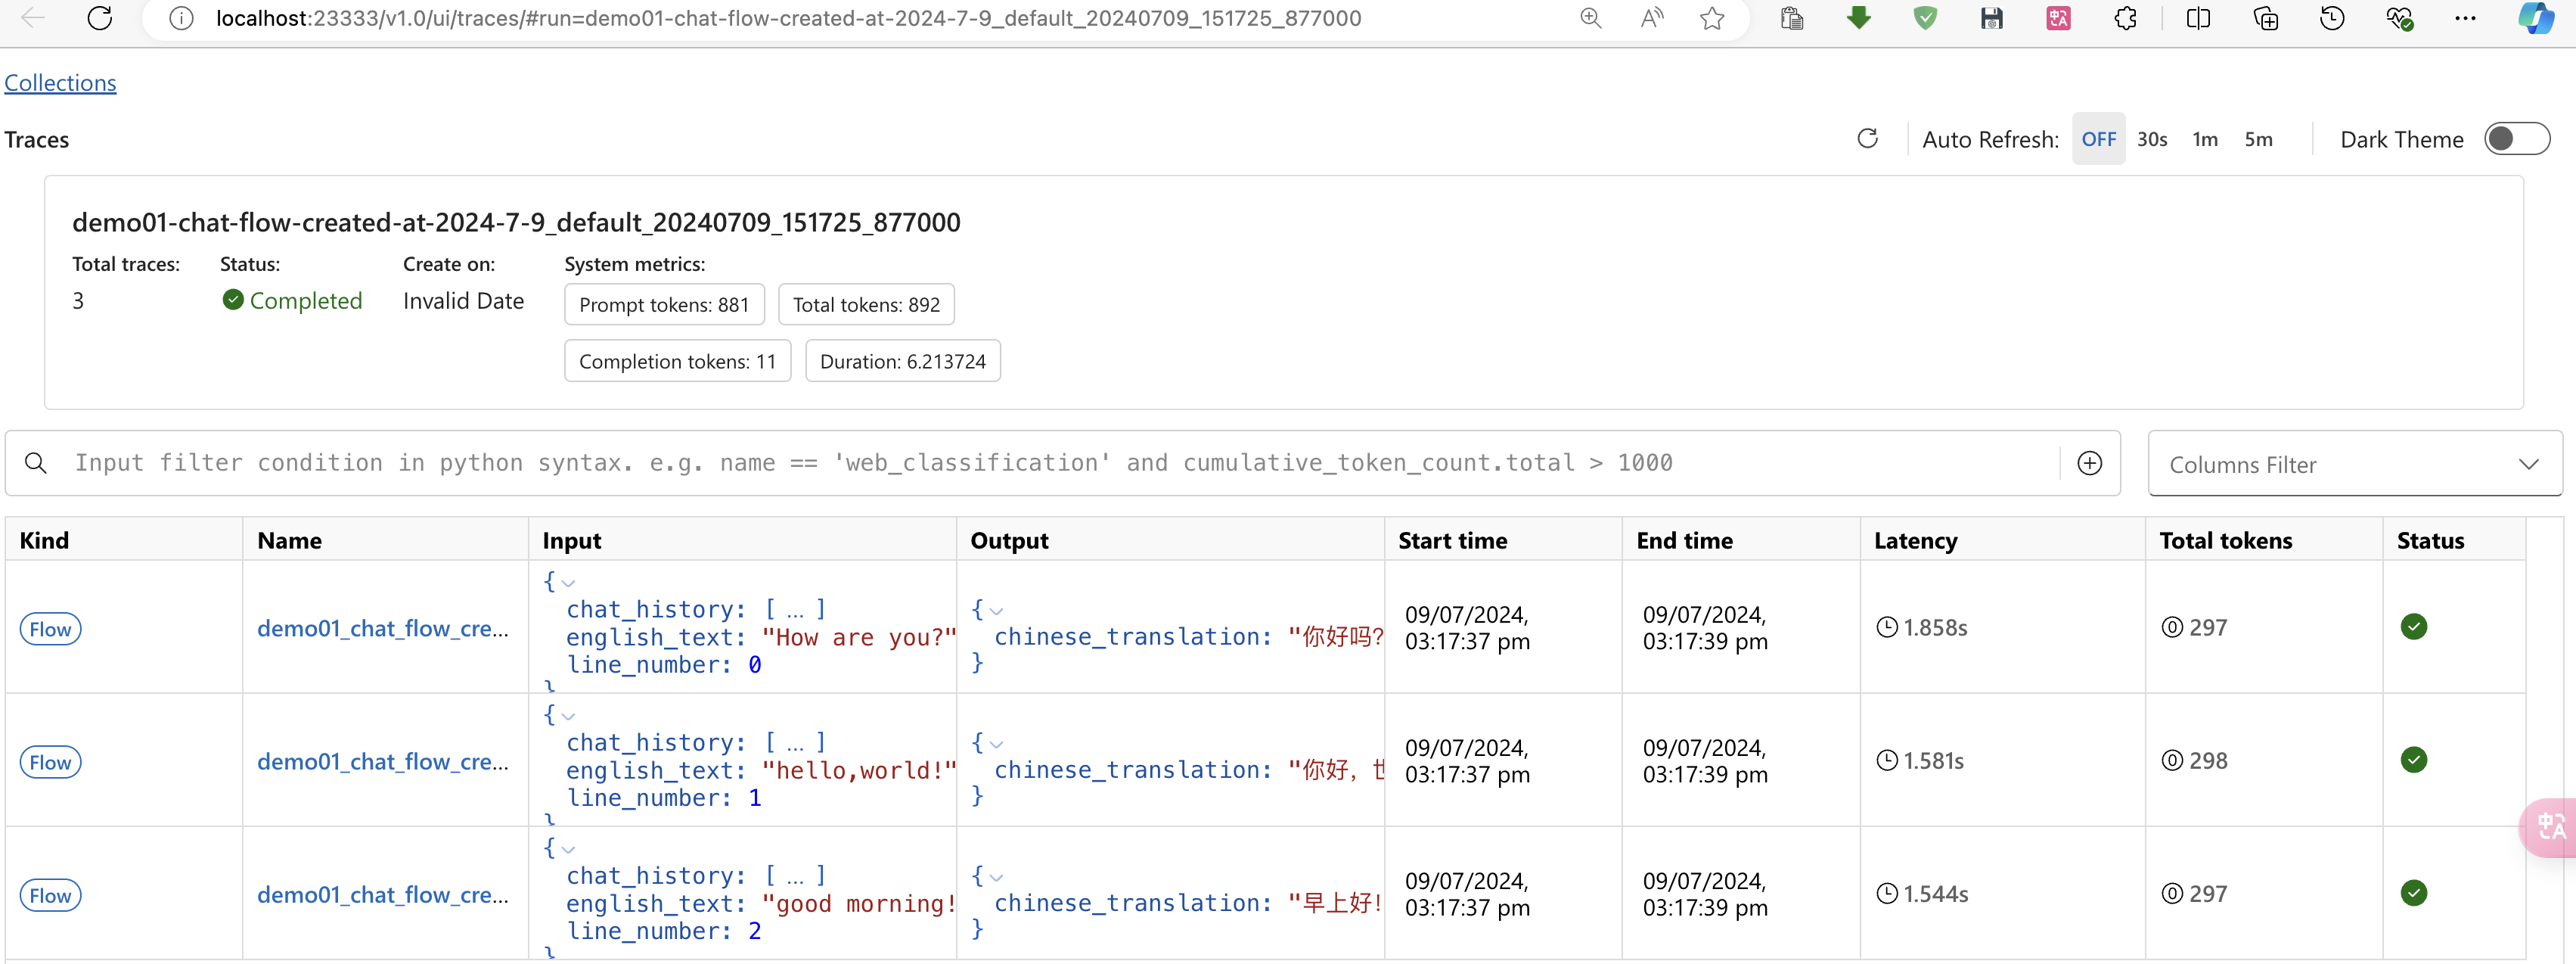 localhost:23333/v1.0/ui/traces/#run=demo01-chat-flow-created-at-2024-7-9_default_20240709_151725_877000
Collections
Traces
Auto Refresh: OFF 30s 1m 5m Dark Theme
demo01-chat-flow-created-at-2024-7-9_default_20240709_151725_877000
Total traces: Status: Create on: System metrics:
3 Completed Invalid Date Prompt tokens: 881 Total tokens: 892
Completion tokens: 11 Duration: 6.213724
Input filter condition in python syntax. e.g. name == 'web_classification' and cumulative_token_count.total > 1000
Columns Filter
Kind Name Input Output Start time End time Latency Total tokens Status
Flow
demo01_chat_flow_cre...
{
chat_history: [ ... ]
english_text: "How are you?"
line_number: 0
}
{
chinese_translation: "你好吗?
}
09/07/2024,
03:17:37 pm
09/07/2024,
03:17:39 pm
1.858s
297
Flow
demo01_chat_flow_cre...
{
chat_history: [ ... ]
english_text: "hello,world!"
line_number: 1
}
{
chinese_translation: "你好，
}
09/07/2024,
03:17:37 pm
09/07/2024,
03:17:39 pm
1.581s
298
Flow
demo01_chat_flow_cre...
{
chat_history: [ ... ]
english_text: "good morning!
line_number: 2
}
{
chinese_translation: "早上好!
}
09/07/2024,
03:17:37 pm
09/07/2024,
03:17:39 pm
1.544s
297